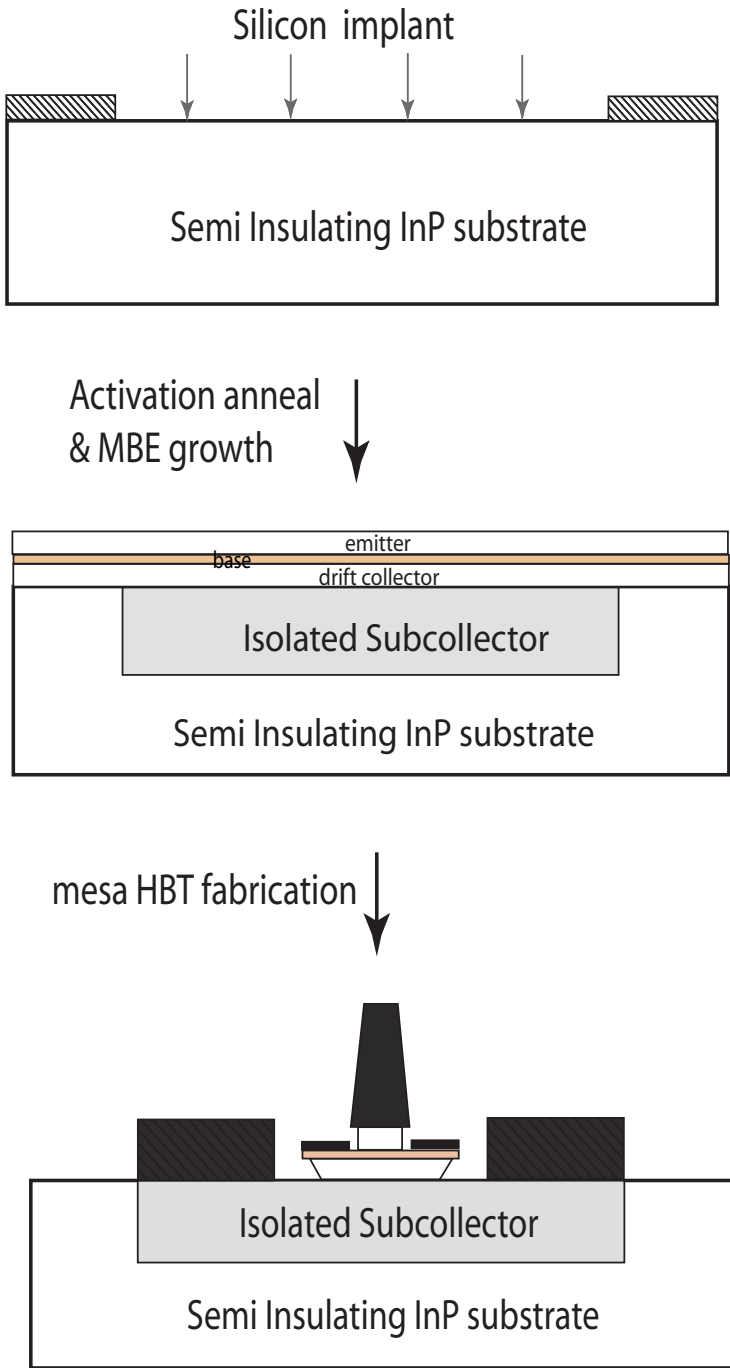 Silicon implant
Semi Insulating InP substrate
Activation anneal
& MBE growth
emitter
base
drift collector
Isolated Subcollector
Semi Insulating InP substrate
mesa HBT fabrication
Isolated Subcollector
Semi Insulating InP substrate